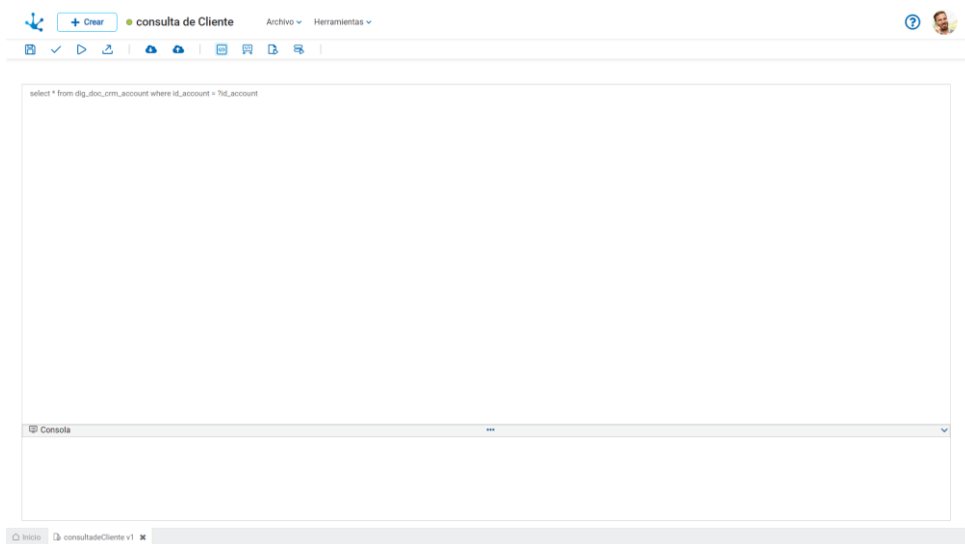 + Crear
consulta de Cliente
Archivo
Herramientas
select * from dig_doc_crm_account where id_account = ?id_account
Consola
Inicio
consultadeCliente v1